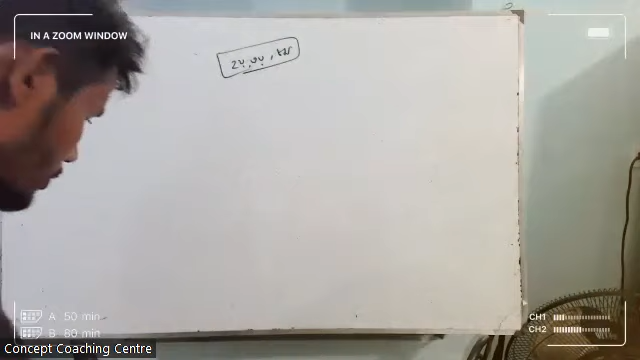 IN A ZOOM WINDOW
CH1
CH2
A 50 min
B 80 min
Concept Coaching Centre